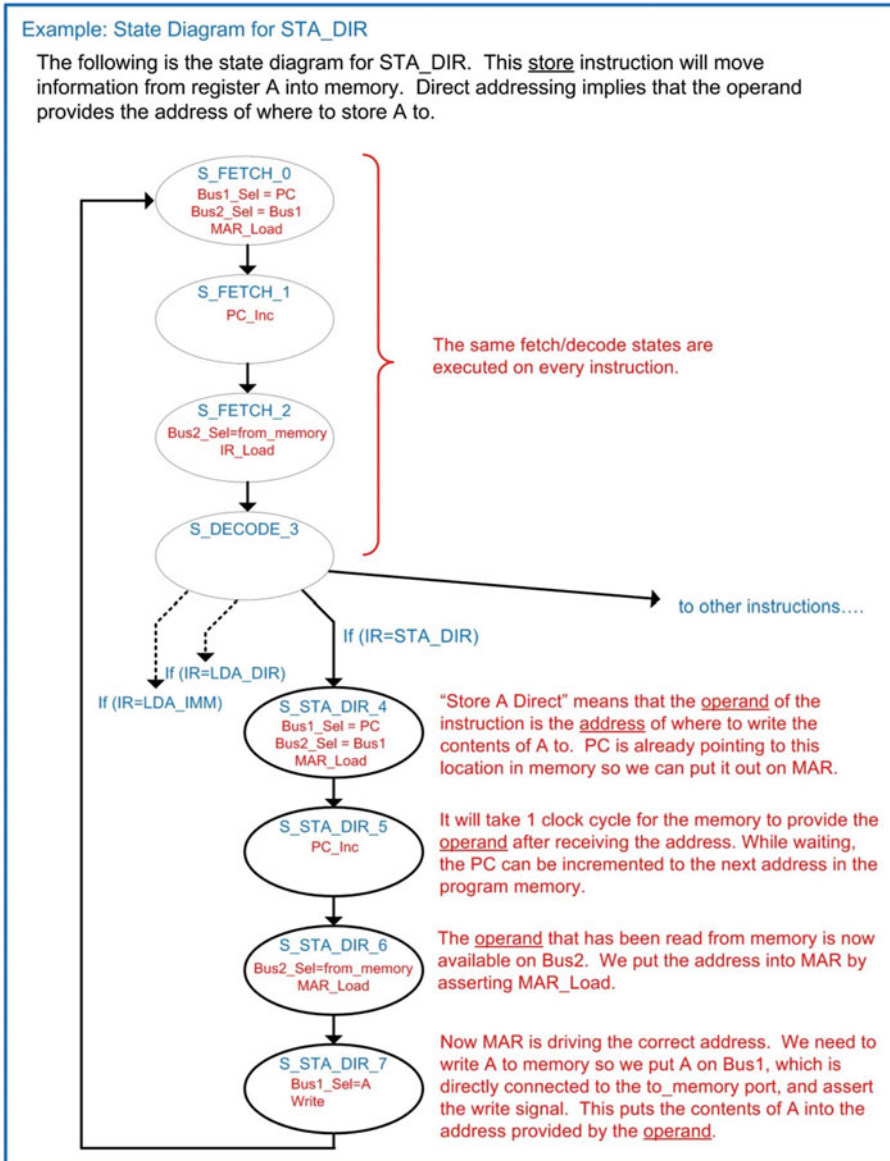 Example: State Diagram for STA_DIR
The following is the state diagram for STA_DIR.  This store instruction will move
information from register A into memory.  Direct addressing implies that the operand
provides the address of where to store A to.
S_FETCH_0
Bus1_Sel = PC
Bus2_Sel = Bus1
MAR_Load
S_FETCH_1
PC_Inc
The same fetch/decode states are
executed on every instruction.
S_FETCH_2
Bus2_Sel=from_memory
IR_Load
S_DECODE_3
to other instructions….
If (IR=STA_DIR)
If (IR=LDA_DIR)
If (IR=LDA_IMM)
S_STA_DIR_4
Bus1_Sel = PC
Bus2_Sel = Bus1
MAR_Load
“Store A Direct” means that the operand of the
instruction is the address of where to write the
contents of A to.  PC is already pointing to this
location in memory so we can put it out on MAR.
S_STA_DIR_5
PC_Inc
It will take 1 clock cycle for the memory to provide the
operand after receiving the address. While waiting,
the PC can be incremented to the next address in the
program memory.
S_STA_DIR_6
Bus2_Sel=from_memory
MAR_Load
The operand that has been read from memory is now
available on Bus2.  We put the address into MAR by
asserting MAR_Load.
S_STA_DIR_7
Bus1_Sel=A
Write
Now MAR is driving the correct address.  We need to
write A to memory so we put A on Bus1, which is
directly connected to the to_memory port, and assert
the write signal.  This puts the contents of A into the
address provided by the operand.